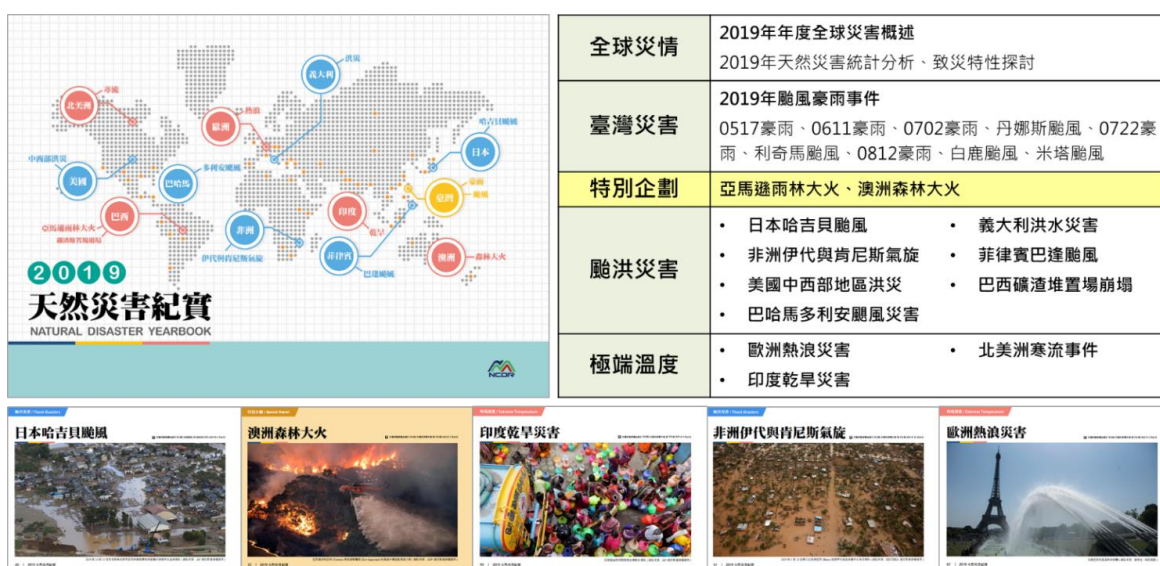 洪災
義大利
寒流
北美洲
熱浪
歐洲
哈吉貝颱風
日本
中西部洪災
美國
多利安颶風
巴哈馬
豪雨
颱風
臺灣
印度
乾旱
巴西
亞馬遜雨林大火
礦渣堆置場崩塌
非洲
伊代與肯尼斯氣旋
菲律賓
巴逢颱風
澳洲
森林大火
2019
天然災害紀實
NATURAL DISASTER YEARBOOK
NCDR
全球災情
2019年年度全球災害概述
2019年天然災害統計分析、致災特性探討
臺灣災害
2019年颱風豪雨事件
0517豪雨、0611豪雨、0702豪雨、丹娜斯颱風、0722豪
雨、利奇馬颱風、0812豪雨、白鹿颱風、米塔颱風
特別企劃
亞馬遜雨林大火、澳洲森林大火
颱洪災害
• 日本哈吉貝颱風
• 義大利洪水災害
• 非洲伊代與肯尼斯氣旋
• 菲律賓巴逢颱風
• 美國中西部地區洪災
• 巴西礦渣堆置場崩塌
• 巴哈馬多利安颶風災害
極端溫度
• 歐洲熱浪災害
• 北美洲寒流事件
• 印度乾旱災害
日本哈吉貝颱風
澳洲森林大火
印度乾旱災害
非洲伊代與肯尼斯氣旋
歐洲熱浪災害